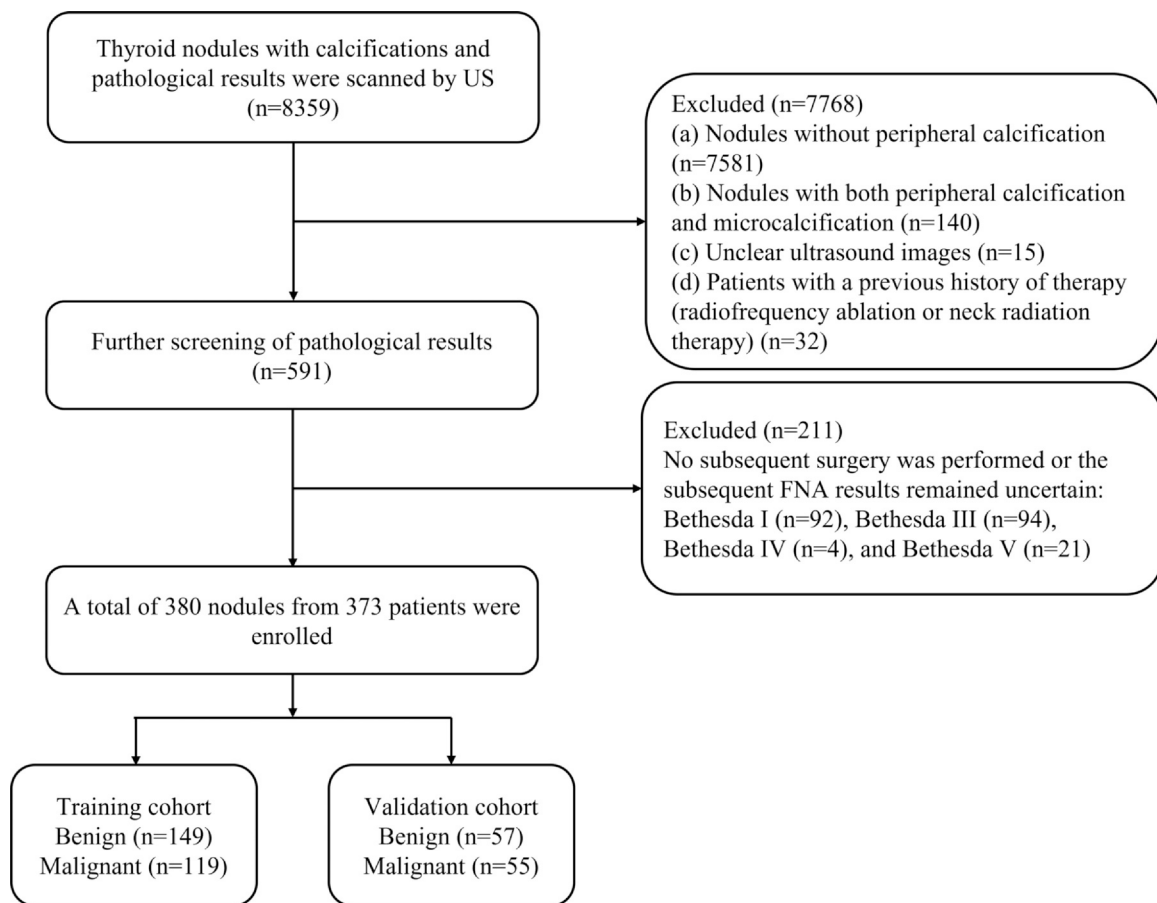 Thyroid nodules with calcifications and
pathological results were scanned by US
(n=8359)
Excluded (n=7768)
(a) Nodules without peripheral calcification
(n=7581)
(b) Nodules with both peripheral calcification
and microcalcification (n=140)
(c) Unclear ultrasound images (n=15)
(d) Patients with a previous history of therapy
(radiofrequency ablation or neck radiation
therapy) (n=32)
Further screening of pathological results
(n=591)
Excluded (n=211)
No subsequent surgery was performed or the
subsequent FNA results remained uncertain:
Bethesda I (n=92), Bethesda III (n=94),
Bethesda IV (n=4), and Bethesda V (n=21)
A total of 380 nodules from 373 patients were
enrolled
Training cohort
Benign (n=149)
Malignant (n=119)
Validation cohort
Benign (n=57)
Malignant (n=55)